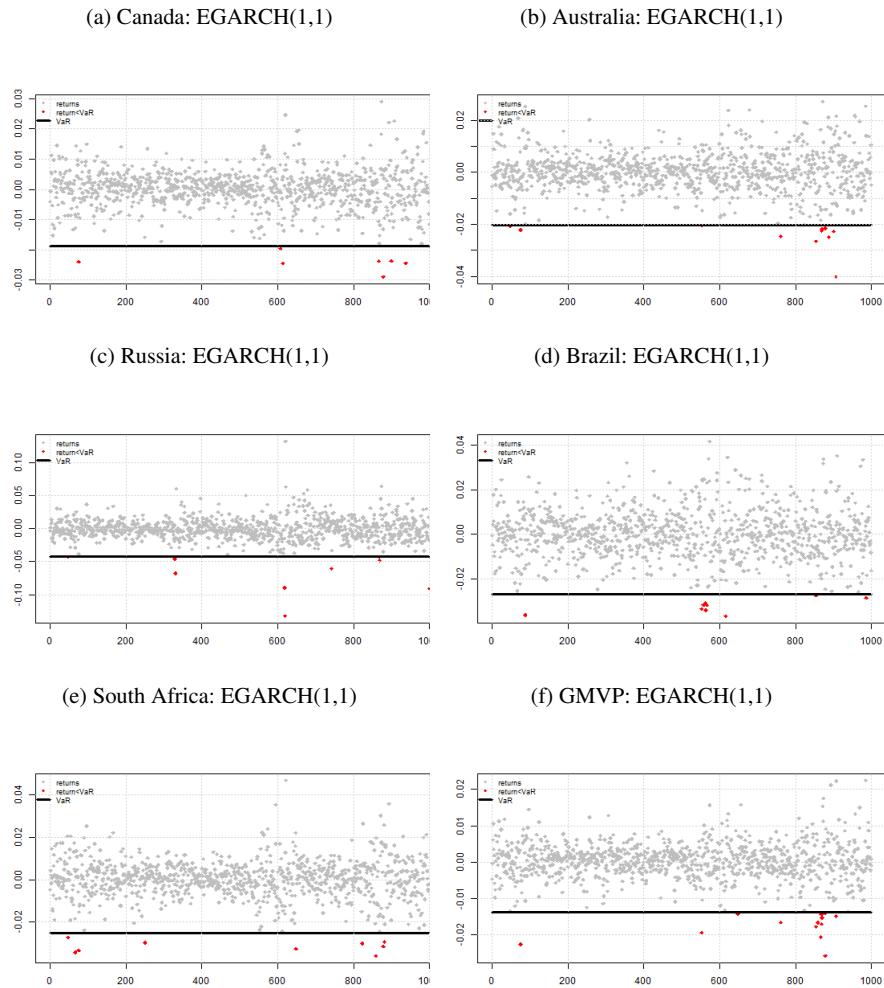 (a) Canada: EGARCH(1,1)
(b) Australia: EGARCH(1,1)
0.03
0.01
0.00
-0.01
-0.03
returns
return<VaR
VaR
0 200 400 600 800 100
0.02
0.00
-0.02
-0.04
returns
return<VaR
VaR
0 200 400 600 800 1000
(c) Russia: EGARCH(1,1)
(d) Brazil: EGARCH(1,1)
0.10
0.05
0.00
-0.05
-0.10
returns
return<VaR
VaR
0 200 400 600 800 100
0.04
0.02
0.00
-0.02
returns
return<VaR
VaR
0 200 400 600 800 1000
(e) South Africa: EGARCH(1,1)
(f) GMVP: EGARCH(1,1)
0.04
0.02
0.00
-0.02
returns
return<VaR
VaR
0 200 400 600 800 100
0.02
0.01
0.00
-0.01
-0.02
returns
return<VaR
VaR
0 200 400 600 800 1000